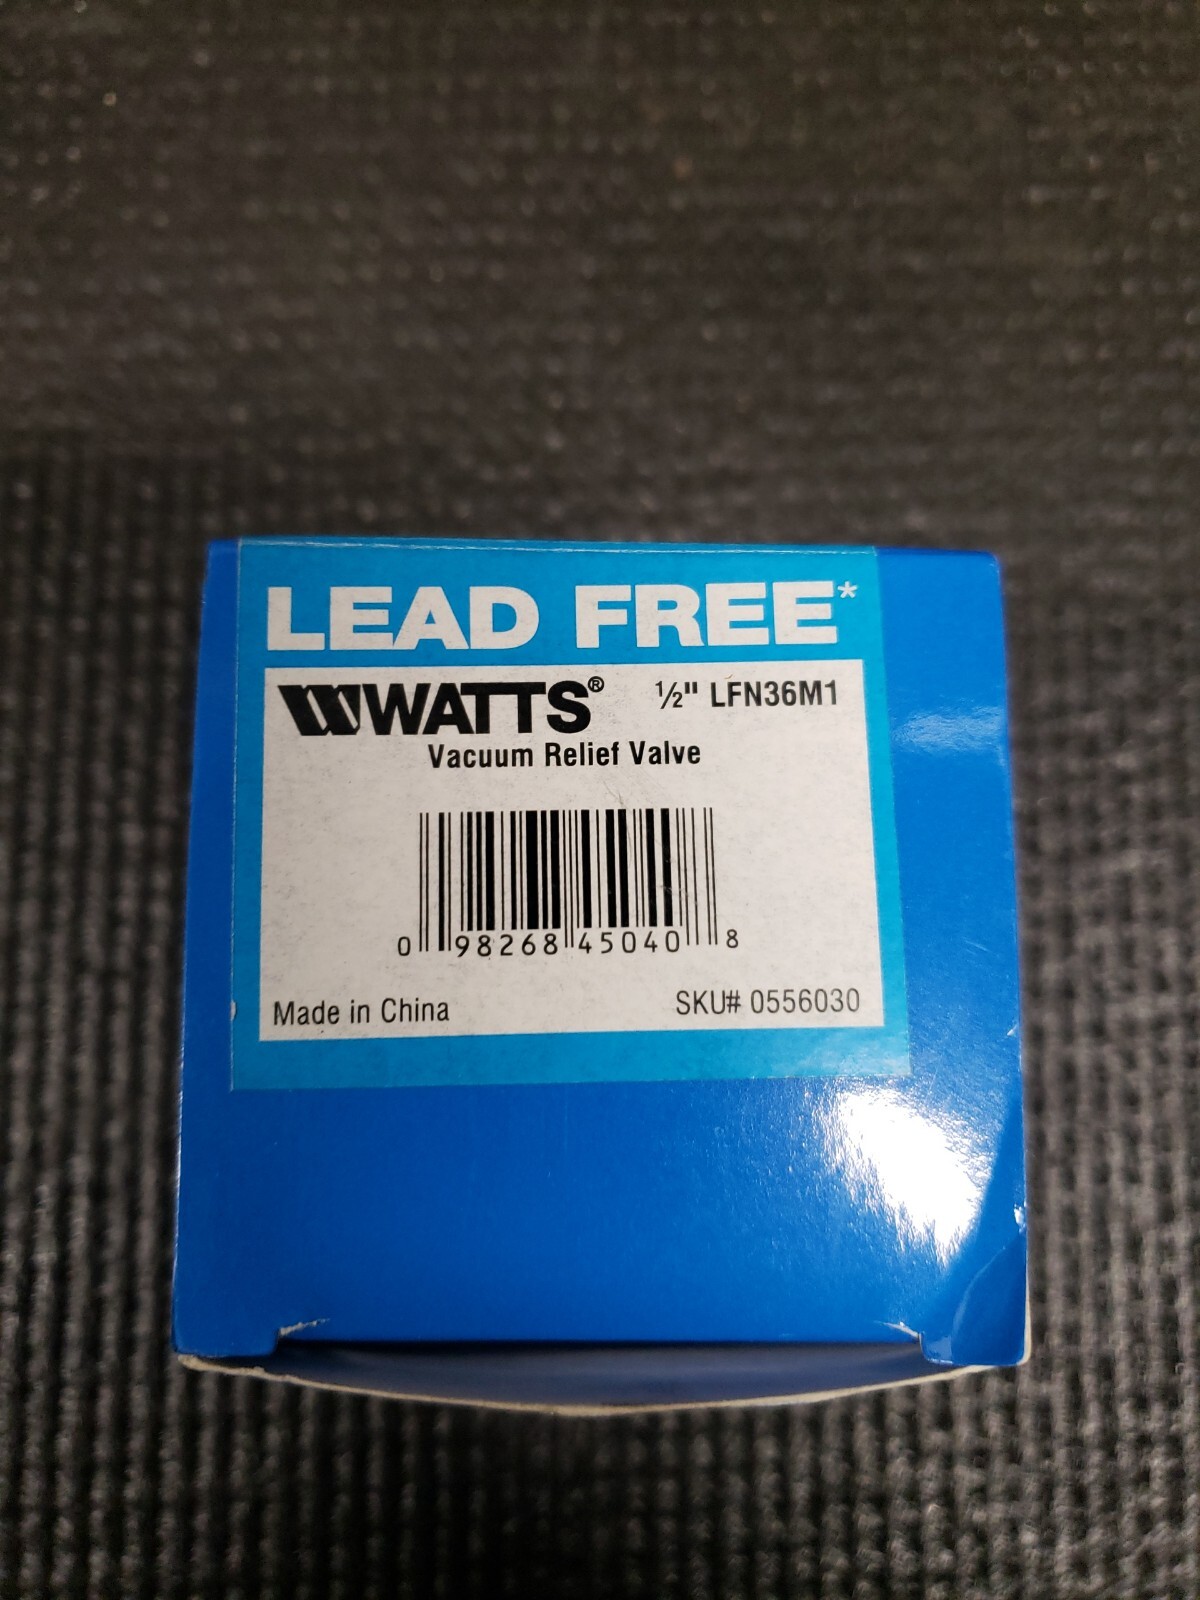 LEAD FREE*
WATTS® ½" LFN36M1
Vacuum Relief Valve
0 98268 45040 8
Made in China SKU# 0556030